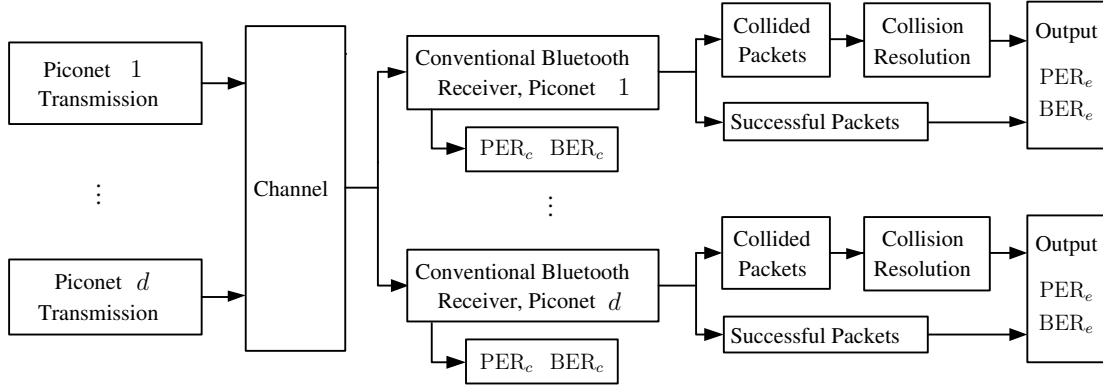 Piconet 1
Transmission
⋮
Piconet d
Transmission
Channel
Conventional Bluetooth
Receiver, Piconet 1
PER_c BER_c
Collided
Packets
Collision
Resolution
Successful Packets
Output
PER_e
BER_e
⋮
Conventional Bluetooth
Receiver, Piconet d
PER_c BER_c
Collided
Packets
Collision
Resolution
Successful Packets
Output
PER_e
BER_e